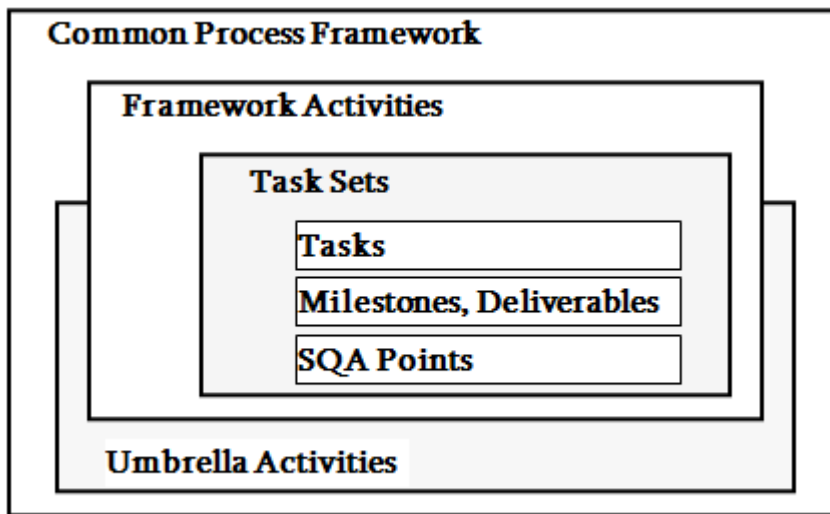 Common Process Framework
Framework Activities
Task Sets
Tasks
Milestones, Deliverables
SQA Points
Umbrella Activities